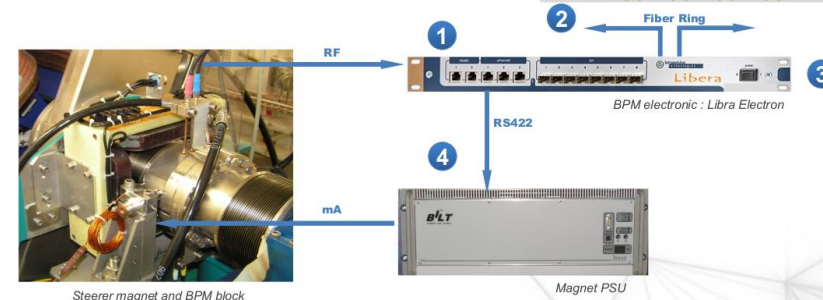 1
2
Fiber Ring
RF
Libera
3
BPM electronic : Libra Electron
RS422
4
BILT
mA
Magnet PSU
Steerer magnet and BPM block